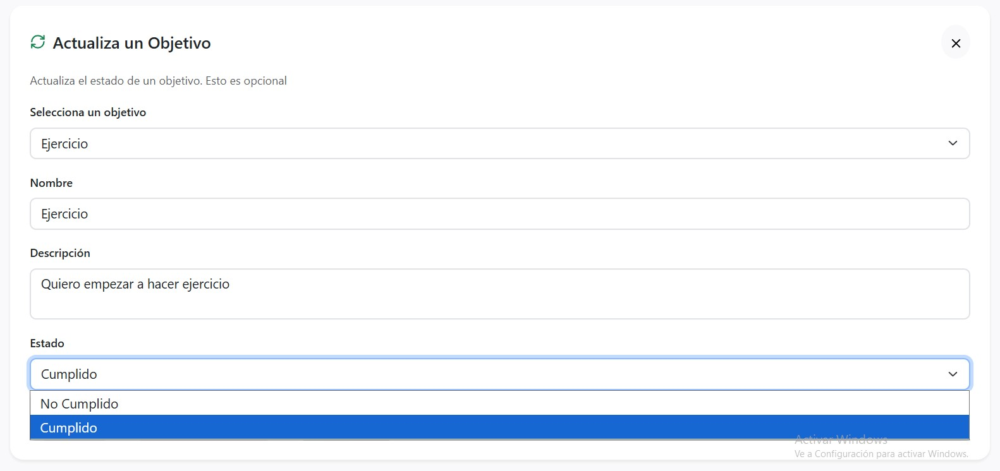 Actualiza un Objetivo
Actualiza el estado de un objetivo. Esto es opcional
Selecciona un objetivo
Ejercicio
Nombre
Ejercicio
Descripción
Quiero empezar a hacer ejercicio
Estado
Cumplido
No Cumplido
Cumplido
Activar Windows
Ve a Configuración para activar Windows.